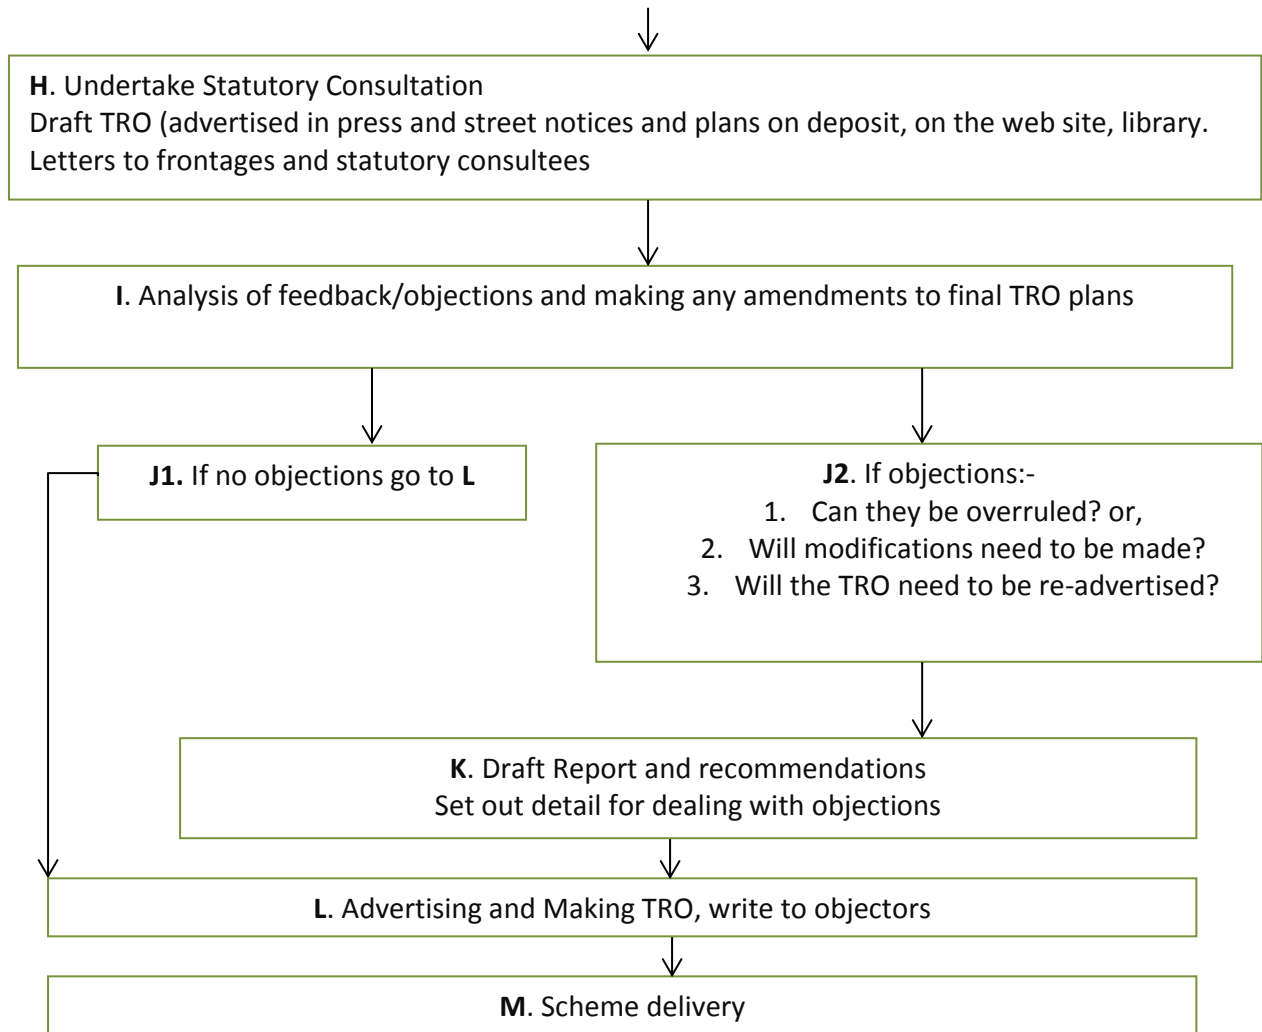 H. Undertake Statutory Consultation
Draft TRO (advertised in press and street notices and plans on deposit, on the web site, library.
Letters to frontages and statutory consultees
I. Analysis of feedback/objections and making any amendments to final TRO plans
J1. If no objections go to L
J2. If objections:-
1. Can they be overruled? or,
2. Will modifications need to be made?
3. Will the TRO need to be re-advertised?
K. Draft Report and recommendations
Set out detail for dealing with objections
L. Advertising and Making TRO, write to objectors
M. Scheme delivery